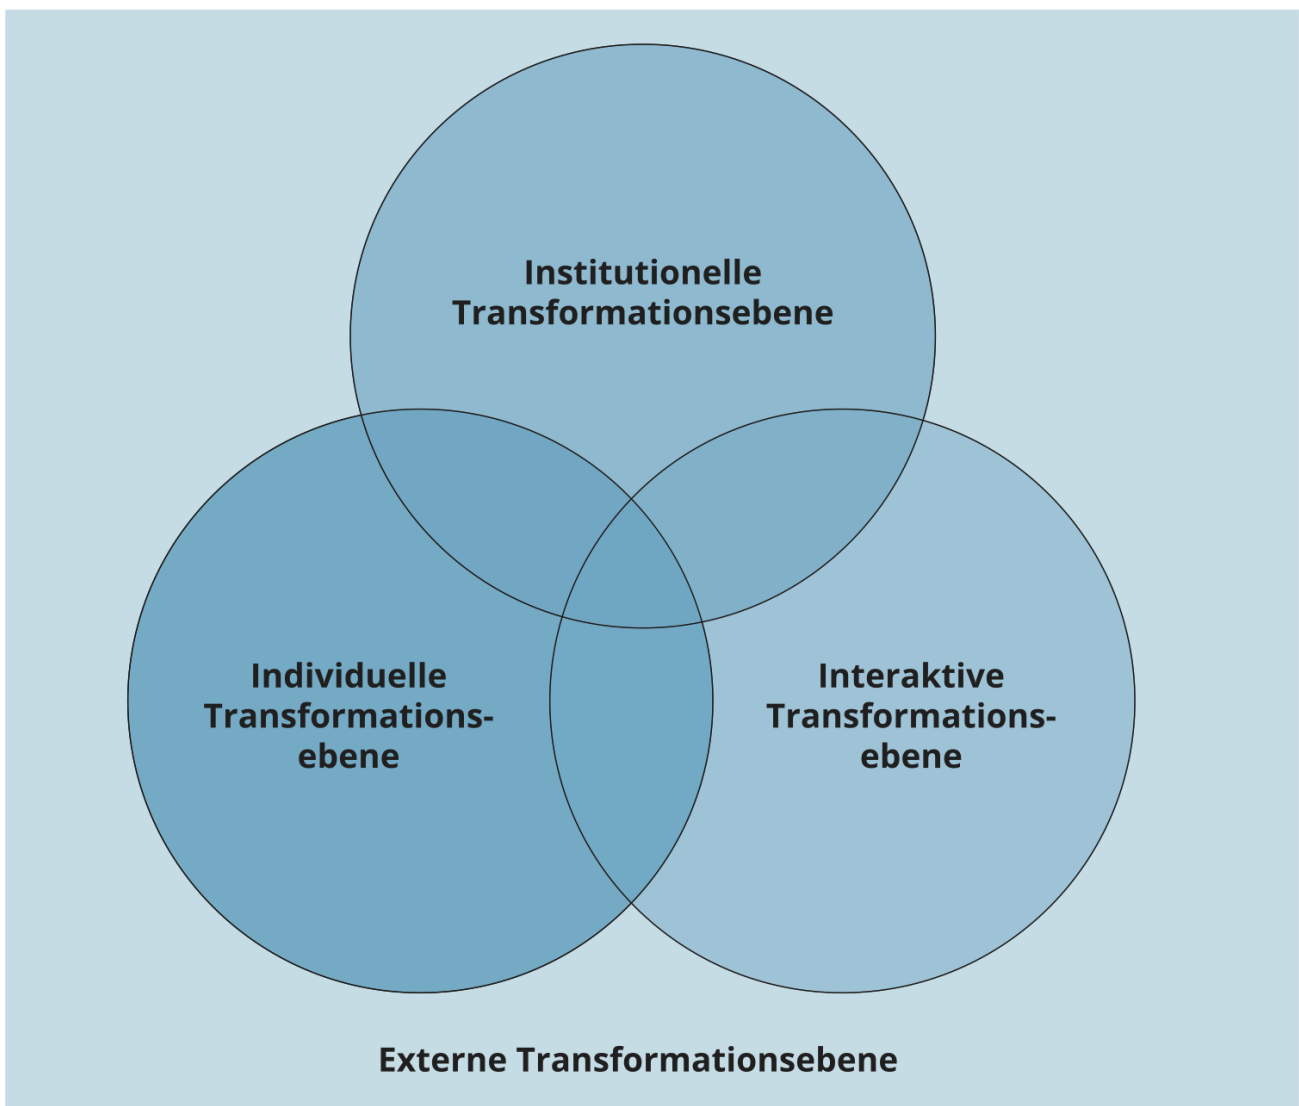 Institutionelle
Transformationsebene
Individuelle
Transformations-
ebene
Interaktive
Transformations-
ebene
Externe Transformationsebene